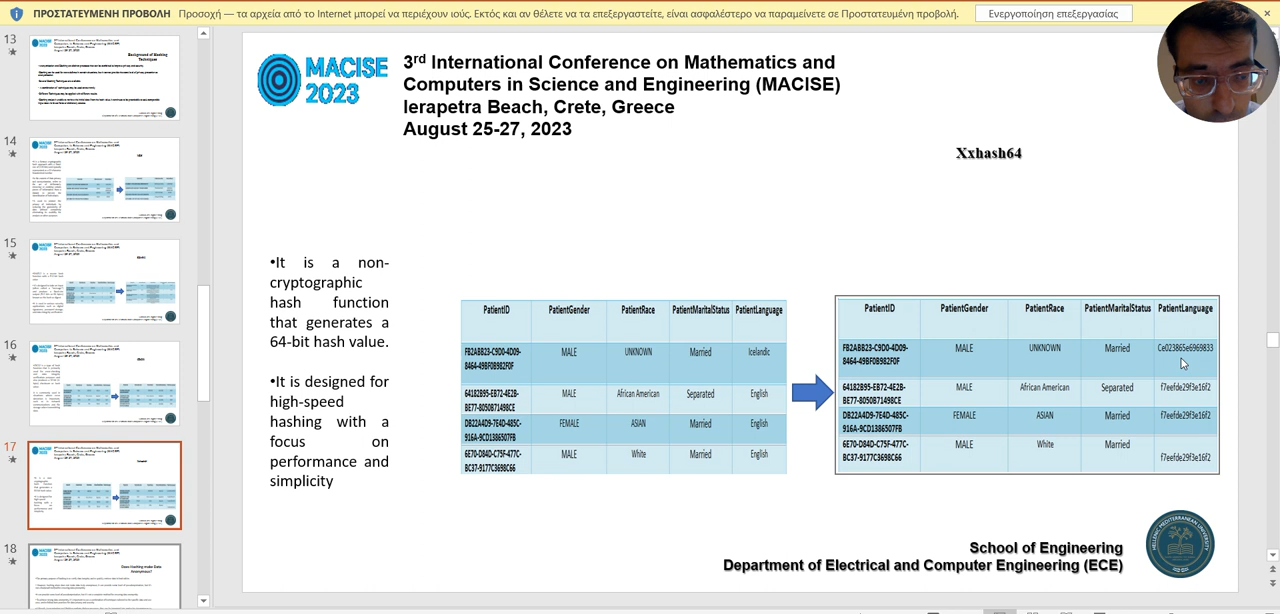 ΠΡΟΣΤΑΤΕΥΜΕΝΗ ΠΡΟΒΟΛΗ Προσοχή — τα αρχεία από το Internet μπορεί να περιέχουν ιούς. Εκτός και αν θέλετε να τα επεξεργαστείτε, είναι ασφαλέστερο να παραμείνετε σε Προστατευμένη προβολή. Ενεργοποίηση επεξεργασίας
13
14
15
16
17
18
Background of Hashing
Techniques
Does Hashing make Data
Anonymous?
MACISE
2023
3rd International Conference on Mathematics and
Computers in Science and Engineering (MACISE)
Ierapetra Beach, Crete, Greece
August 25-27, 2023
Xxhash64
•It is a non-
cryptographic
hash function
that generates a
64-bit hash value.
•It is designed for
high-speed
hashing with a
focus on
performance and
simplicity
PatientID PatientGender PatientRace PatientMaritalStatus PatientLanguage
FB2ABB23-C9D0-4D09- MALE UNKNOWN Married Icelandic
8464-49BF0B982F0F
64182B95-EB72-4E2B- MALE African American Separated English
BE77-8050B71498CE
DB22A4D9-7E4D-485C- FEMALE ASIAN Married English
916A-9CD1386507FB
6E70-D84D-C75F-477C- MALE White Married English
BC37-9177C3698C66
PatientID PatientGender PatientRace PatientMaritalStatus PatientLanguage
FB2ABB23-C9D0-4D09- MALE UNKNOWN Married Ce023865e6969833
8464-49BF0B982F0F
64182B95-EB72-4E2B- MALE African American Separated f7eefde29f3e16f2
BE77-8050B71498CE
DB22A4D9-7E4D-485C- FEMALE ASIAN Married f7eefde29f3e16f2
916A-9CD1386507FB
6E70-D84D-C75F-477C- MALE White Married
BC37-9177C3698C66 f7eefde29f3e16f2
School of Engineering
Department of Electrical and Computer Engineering (ECE)